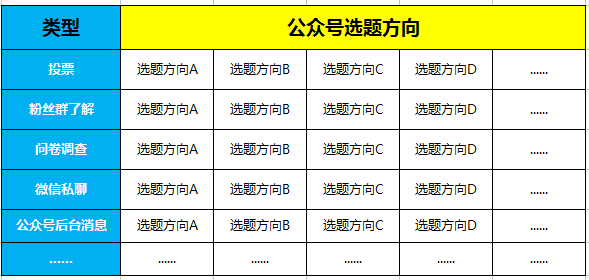 类型 公众号选题方向
投票 选题方向A 选题方向B 选题方向C 选题方向D ......
粉丝群了解 选题方向A 选题方向B 选题方向C 选题方向D ......
问卷调查 选题方向A 选题方向B 选题方向C 选题方向D ......
微信私聊 选题方向A 选题方向B 选题方向C 选题方向D ......
公众号后台消息 选题方向A 选题方向B 选题方向C 选题方向D ......
...... ...... ...... ...... ...... ......